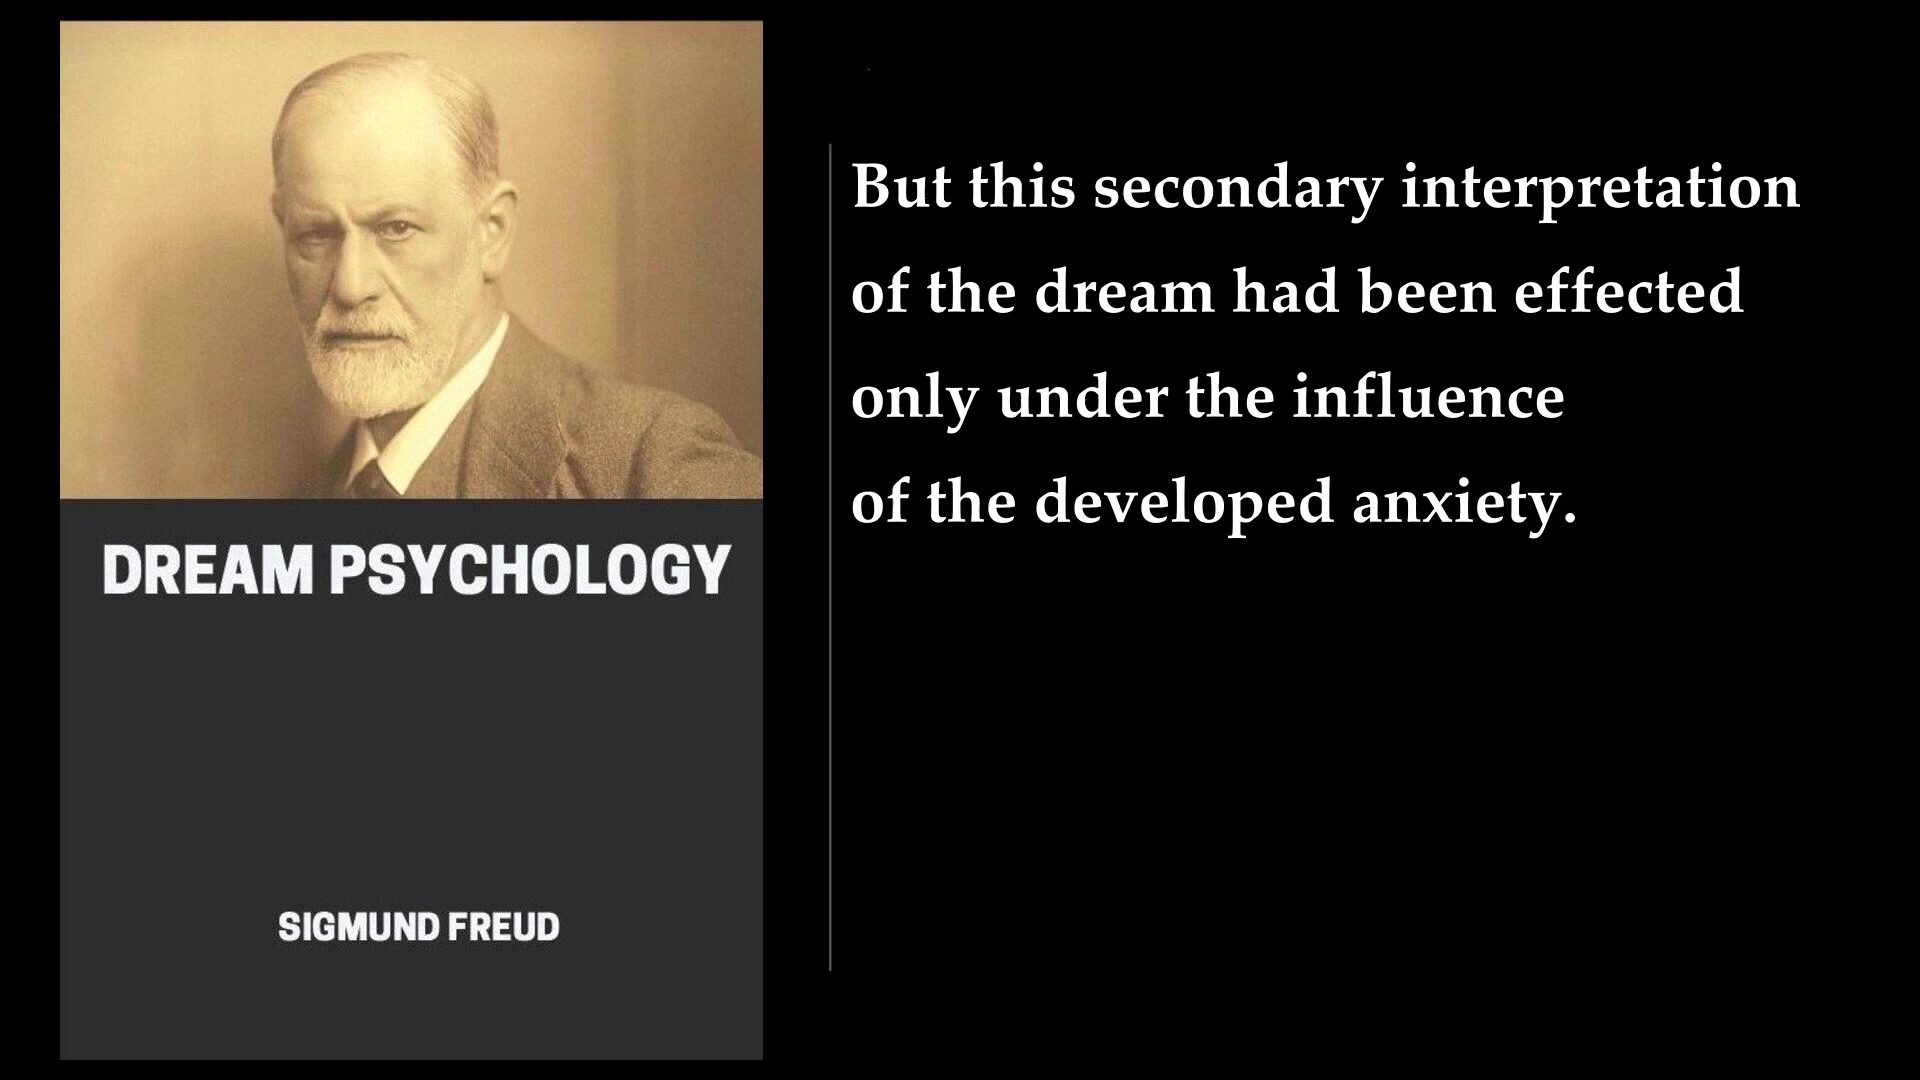 DREAM PSYCHOLOGY
SIGMUND FREUD
But this secondary interpretation
of the dream had been effected
only under the influence
of the developed anxiety.